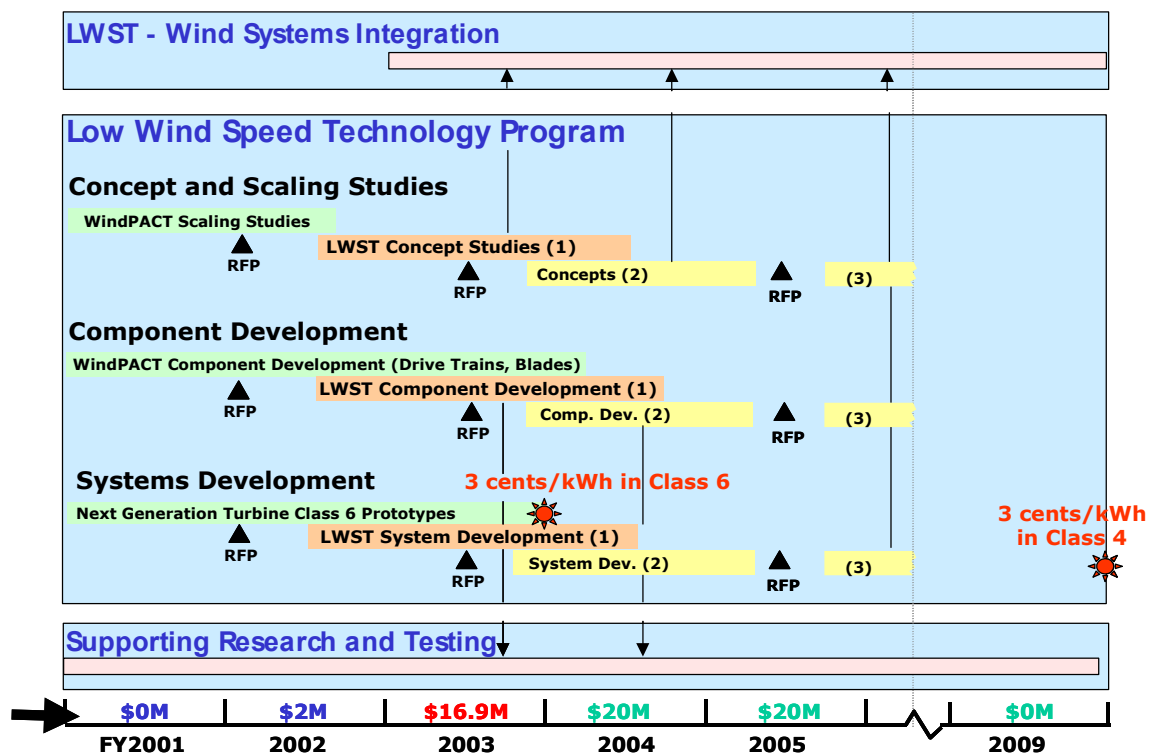 LWST - Wind Systems Integration
Low Wind Speed Technology Program
Concept and Scaling Studies
WindPACT Scaling Studies
RFP
LWST Concept Studies (1)
RFP
Concepts (2)
RFP
(3)
Component Development
WindPACT Component Development (Drive Trains, Blades)
RFP
LWST Component Development (1)
RFP
Comp. Dev. (2)
RFP
(3)
Systems Development
3 cents/kWh in Class 6
Next Generation Turbine Class 6 Prototypes
3 cents/kWh
in Class 4
RFP
LWST System Development (1)
RFP
System Dev. (2)
RFP
(3)
Supporting Research and Testing
$0M $2M $16.9M $20M $20M $0M
FY2001 2002 2003 2004 2005 2009